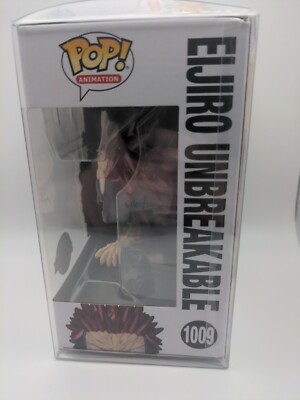 POP!
ANIMATION
EIJIRO UNBREAKABLE
1009